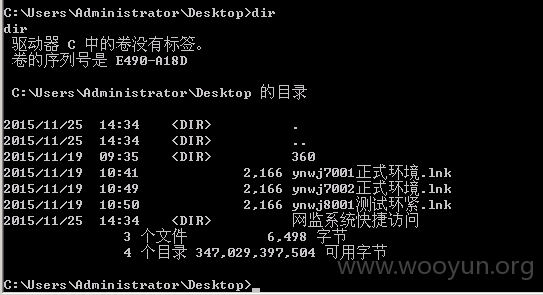 C:\Users\Administrator\Desktop>dir
dir
驱动器 C 中的卷没有标签。
卷的序列号是 E490-A18D
C:\Users\Administrator\Desktop 的目录
2015/11/25  14:34    <DIR>          .
2015/11/25  14:34    <DIR>          ..
2015/11/19  09:35    <DIR>          360
2015/11/19  10:41             2,166 ynwj7001正式环境.lnk
2015/11/19  10:49             2,166 ynwj7002正式环境.lnk
2015/11/19  10:50             2,166 ynwj8001测试环紧.lnk
2015/11/25  14:34    <DIR>          网监系统快捷访问
3 个文件          6,498 字节
4 个目录 347,029,397,504 可用字节
www.wooyun.org
C:\Users\Administrator\Desktop>